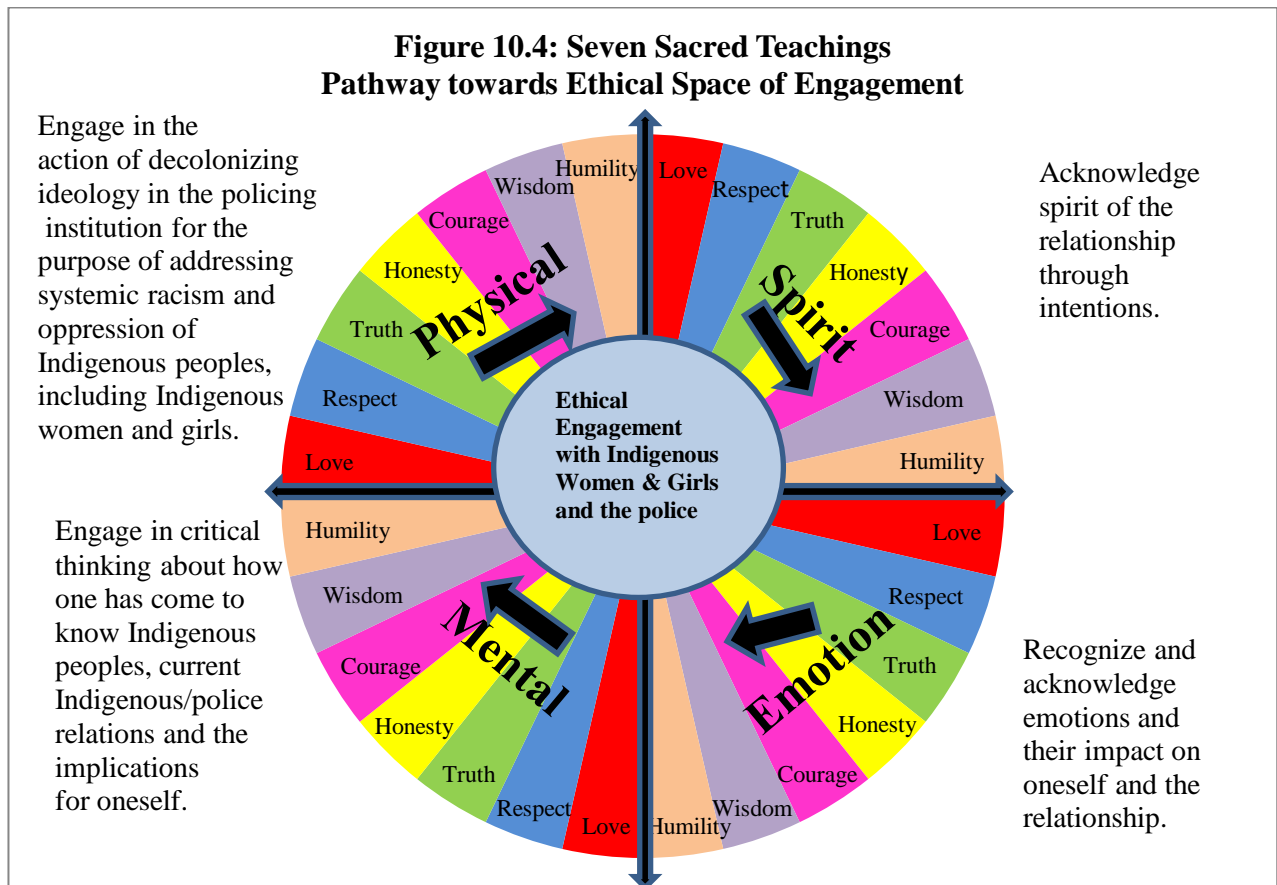 Figure 10.4: Seven Sacred Teachings
Pathway towards Ethical Space of Engagement
Engage in the
action of decolonizing
ideology in the policing
institution for the
purpose of addressing
systemic racism and
oppression of
Indigenous peoples,
including Indigenous
women and girls.
Acknowledge
spirit of the
relationship
through
intentions.
Love
Respect
Truth
Honesty
Courage
Wisdom
Humility
Spirit
Love
Respect
Truth
Honesty
Courage
Wisdom
Humility
Emotion
Love
Respect
Truth
Honesty
Courage
Wisdom
Humility
Mental
Love
Respect
Truth
Honesty
Courage
Wisdom
Humility
Physical
Ethical
Engagement
with Indigenous
Women & Girls
and the police
Engage in critical
thinking about how
one has come to
know Indigenous
peoples, current
Indigenous/police
relations and the
implications
for oneself.
Recognize and
acknowledge
emotions and
their impact on
oneself and the
relationship.